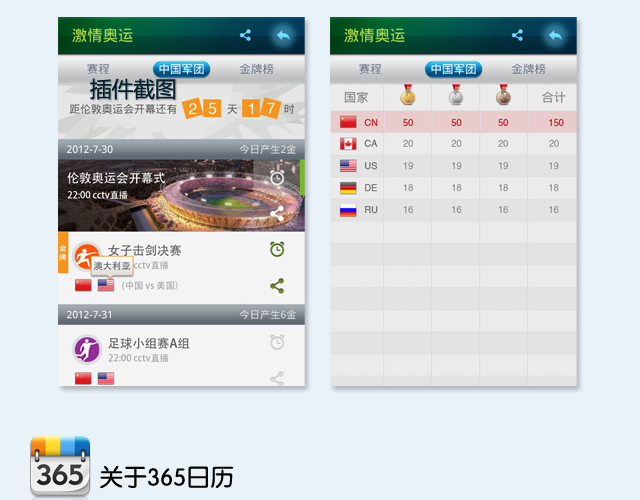 激情奥运
赛程 中国军团 金牌榜
插件截图
距伦敦奥运会开幕还有 25 天 17 时
2012-7-30 今日产生2金
伦敦奥运会开幕式
22:00 cctv直播
金牌
女子击剑决赛
cctv直播
澳大利亚
(中国 vs 美国)
2012-7-31 今日产生6金
足球小组赛A组
22:00 cctv直播
激情奥运
赛程 中国军团 金牌榜
国家 合计
CN 50 50 50 150
CA 20 20 20 20
US 19 19 19 19
DE 18 18 18 18
RU 16 16 16 16
365 关于365日历